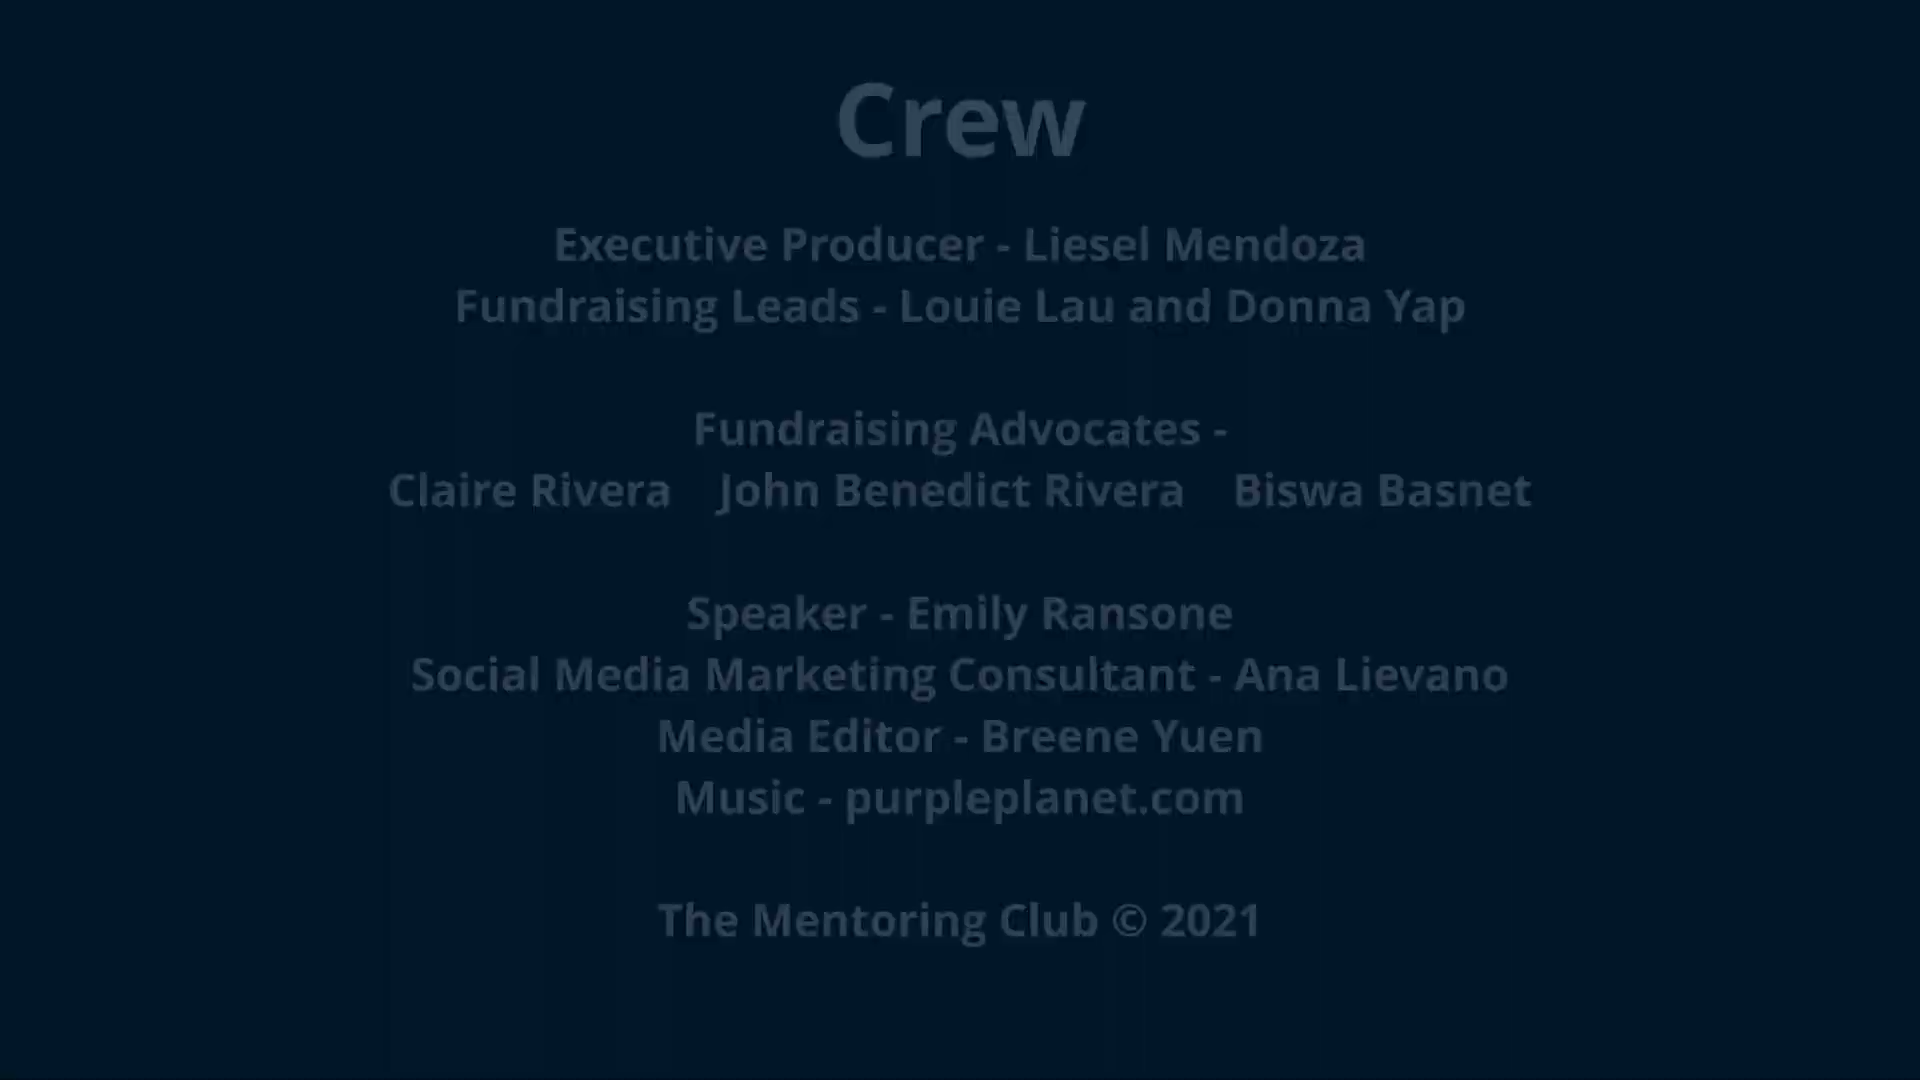 Crew
Executive Producer - Liesel Mendoza
Fundraising Leads - Louie Lau and Donna Yap
Fundraising Advocates -
Claire Rivera John Benedict Rivera Biswa Basnet
Speaker - Emily Ransone
Social Media Marketing Consultant - Ana Lievano
Media Editor - Breene Yuen
Music - purpleplanet.com
The Mentoring Club © 2021